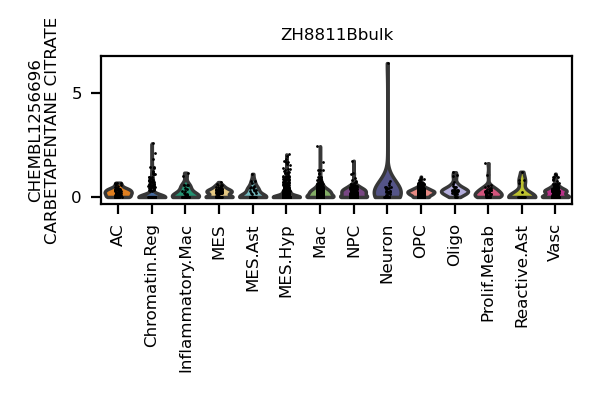 ZH8811Bbulk
CHEMBL1256696
CARBETAPENTANE CITRATE
5
0
AC
Chromatin.Reg
Inflammatory.Mac
MES
MES.Ast
MES.Hyp
Mac
NPC
Neuron
OPC
Oligo
Prolif.Metab
Reactive.Ast
Vasc